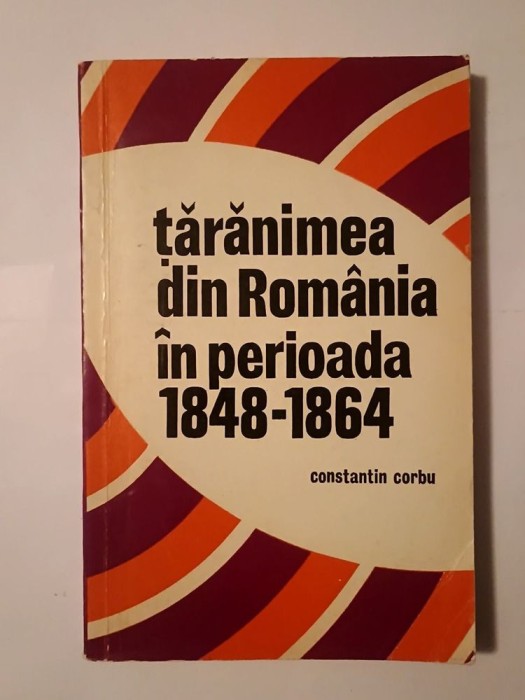 țărănimea
din România
în perioada
1848-1864
constantin corbu